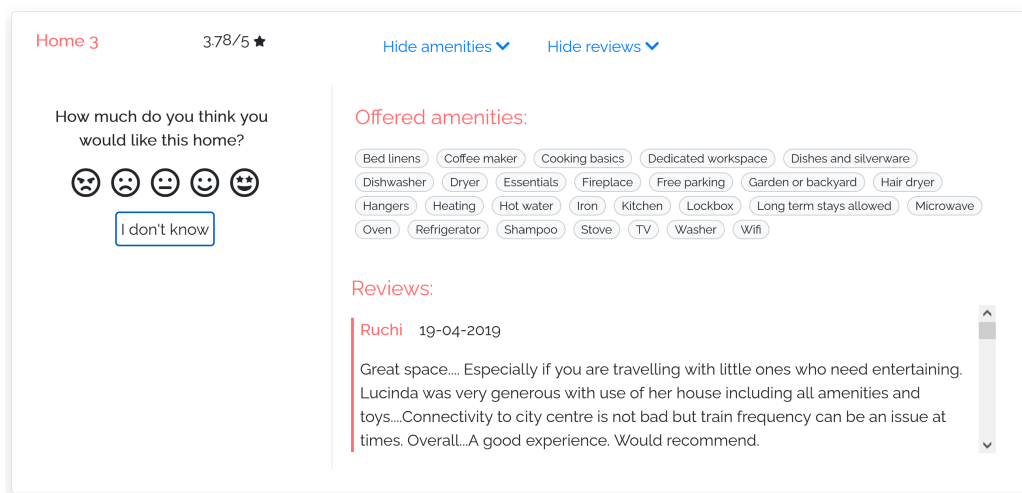 Home 3 3.78/5
Hide amenities Hide reviews
How much do you think you
would like this home?
I don't know
Offered amenities:
Bed linens Coffee maker Cooking basics Dedicated workspace Dishes and silverware
Dishwasher Dryer Essentials Fireplace Free parking Garden or backyard Hair dryer
Hangers Heating Hot water Iron Kitchen Lockbox Long term stays allowed Microwave
Oven Refrigerator Shampoo Stove TV Washer Wifi
Reviews:
Ruchi 19-04-2019
Great space.... Especially if you are travelling with little ones who need entertaining.
Lucinda was very generous with use of her house including all amenities and
toys....Connectivity to city centre is not bad but train frequency can be an issue at
times. Overall...A good experience. Would recommend.